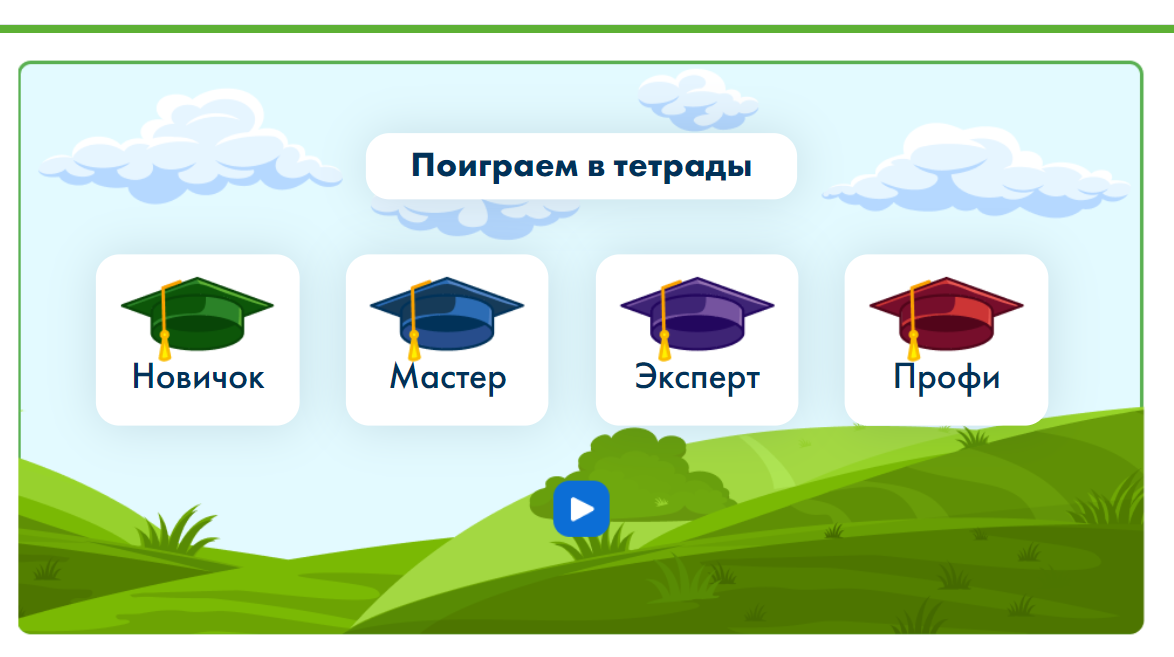 Поиграем в тетрады
Новичок
Мастер
Эксперт
Профи